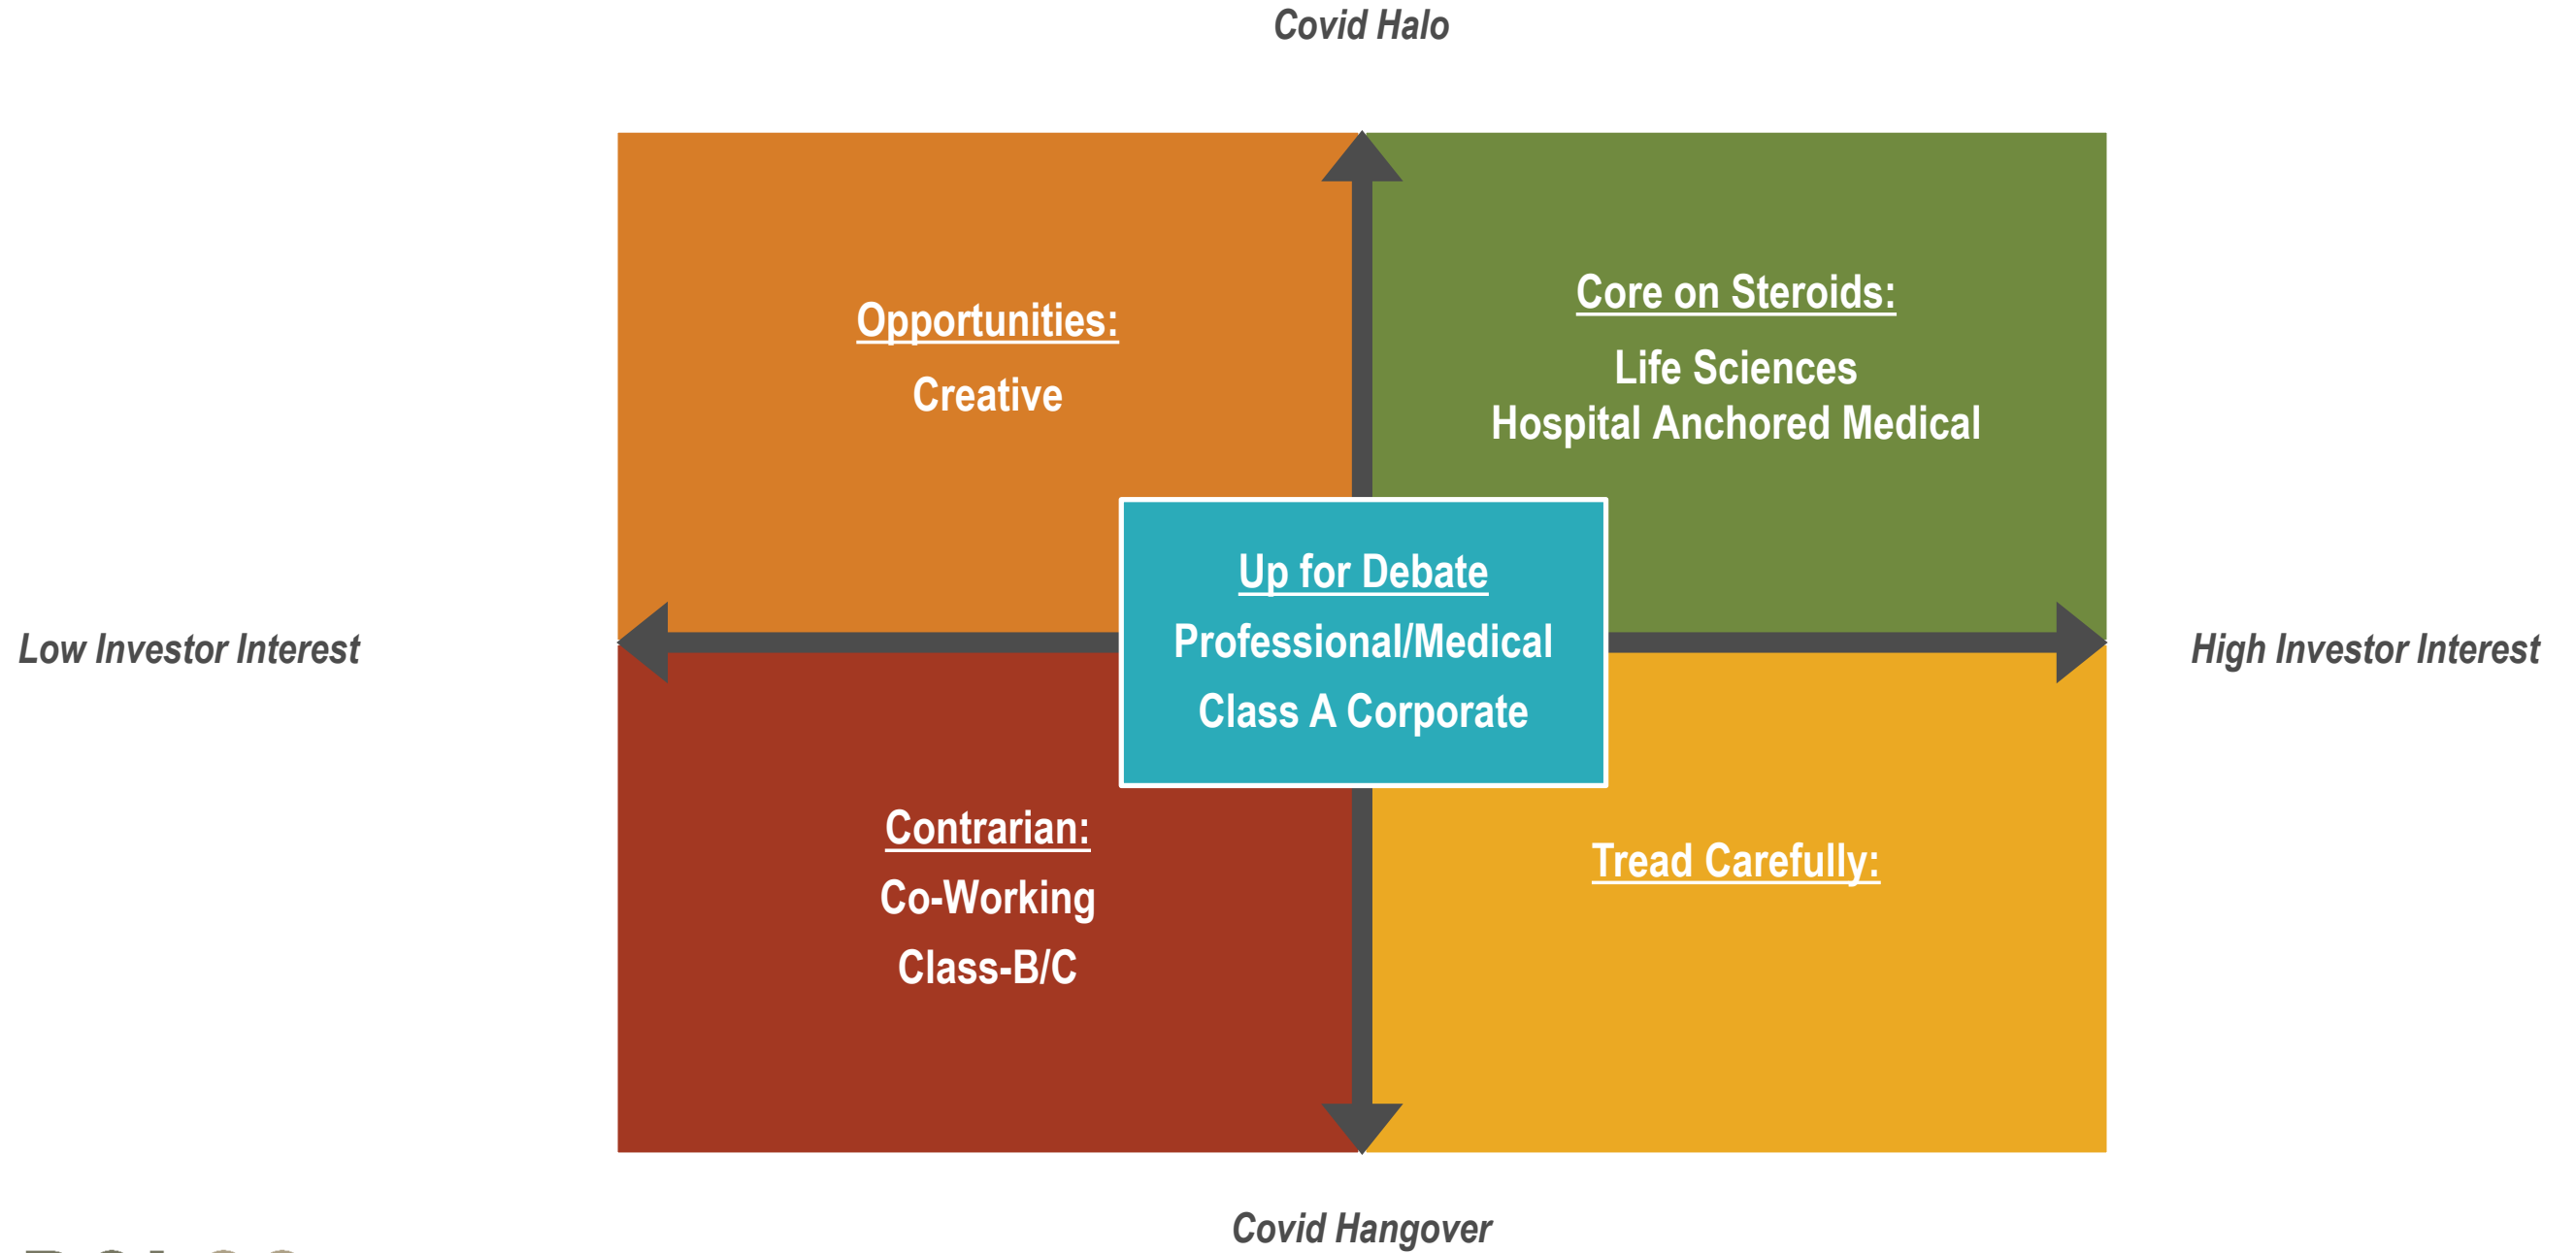 Covid Halo
Opportunities:
Creative
Core on Steroids:
Life Sciences
Hospital Anchored Medical
Up for Debate
Professional/Medical
Class A Corporate
Low Investor Interest
High Investor Interest
Contrarian:
Co-Working
Class-B/C
Tread Carefully:
Covid Hangover